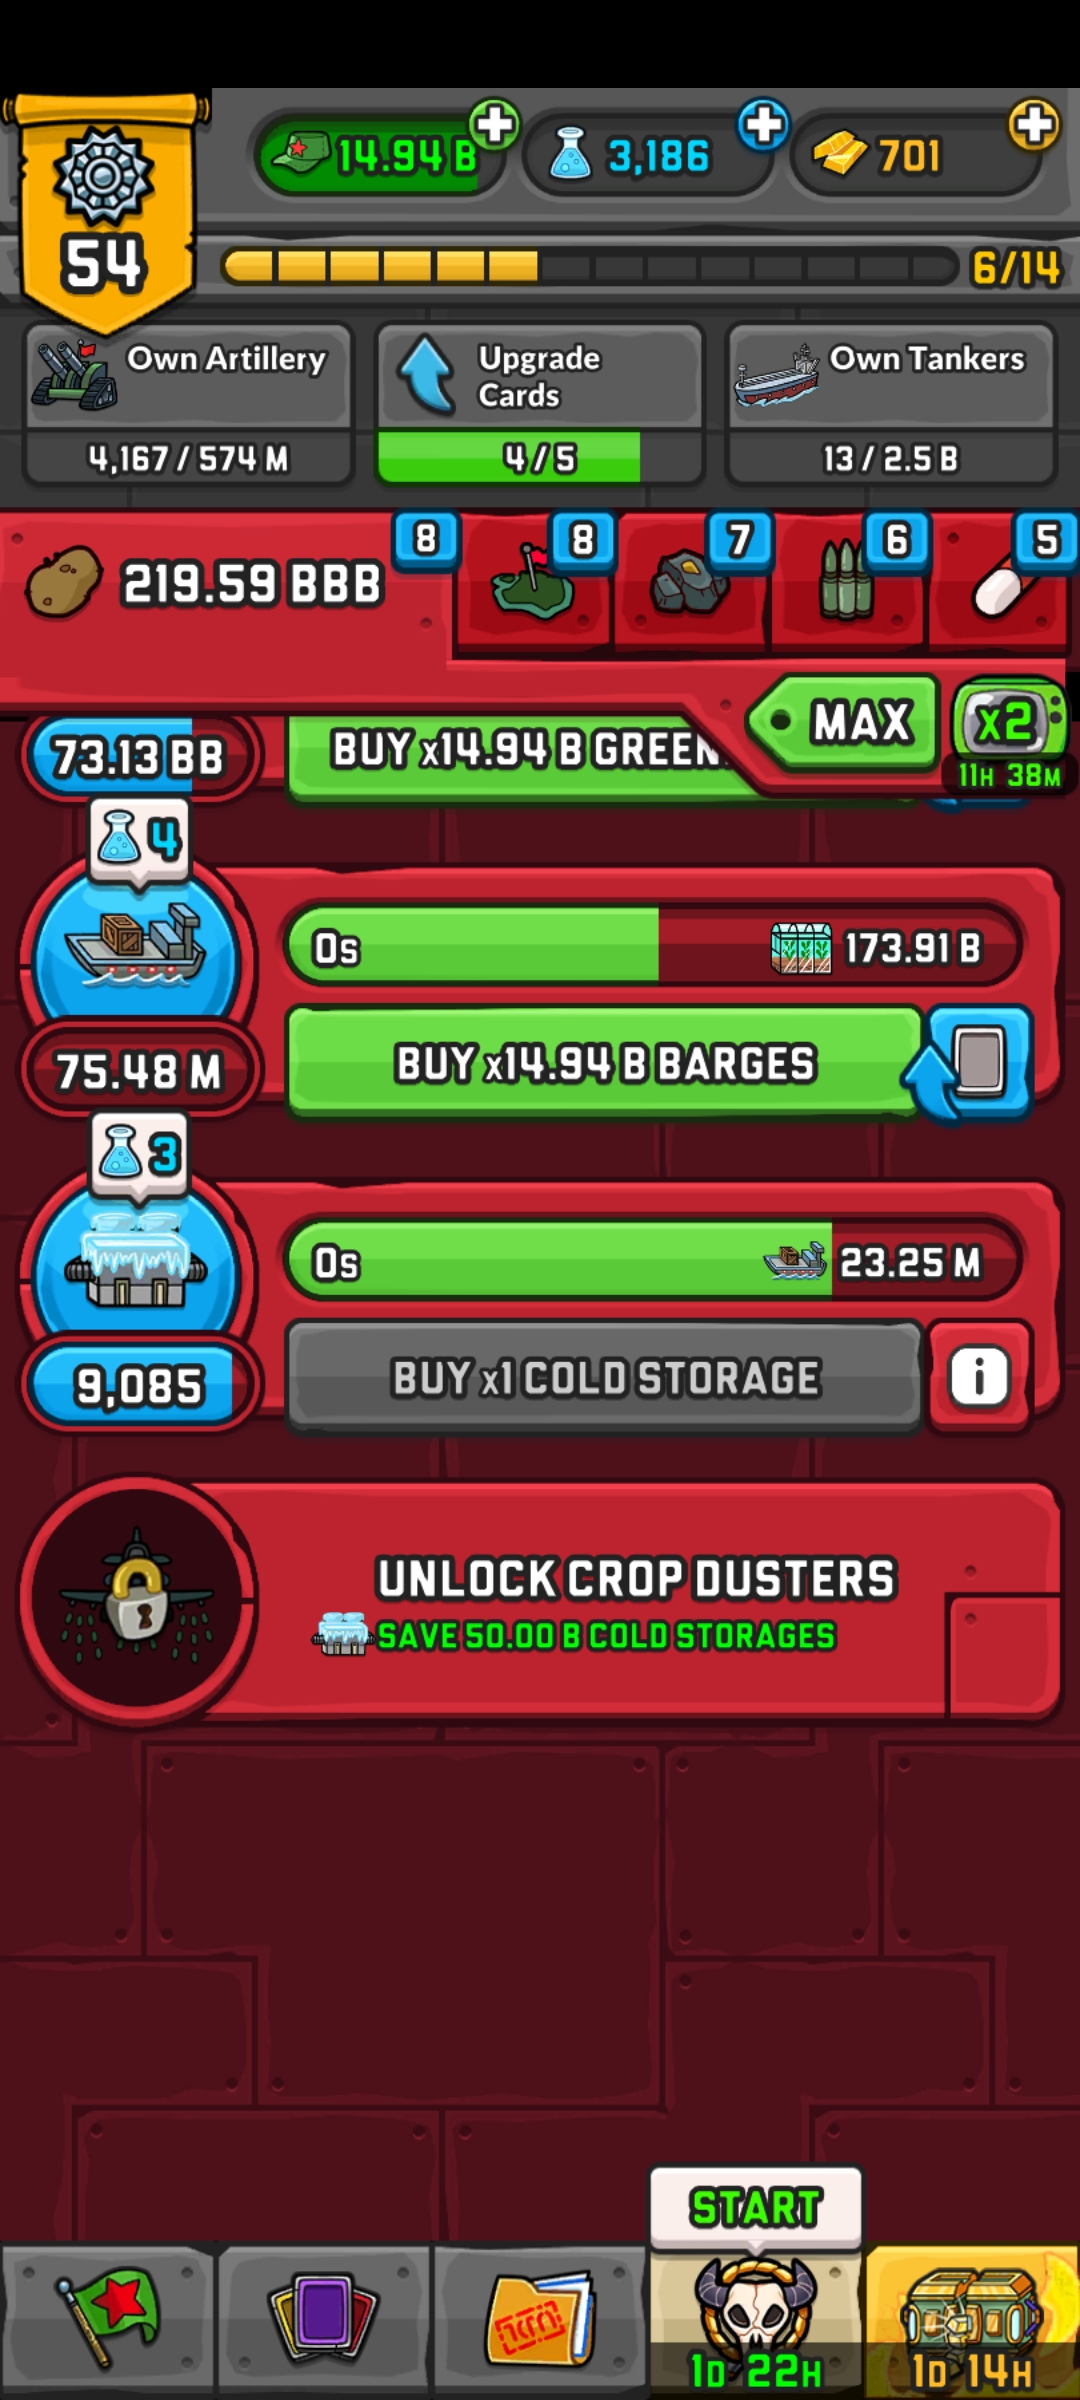 14.94 B
3,186
701
54
6/14
Own Artillery
4,167 / 574 M
Upgrade
Cards
4 / 5
Own Tankers
13 / 2.5 B
219.59 BBB
8
8
7
6
5
MAX
x2
11H 38M
73.13 BB
BUY x14.94 B GREEN
4
0s
173.91 B
75.48 M
BUY x14.94 B BARGES
3
0s
23.25 M
9,085
BUY x1 COLD STORAGE
i
UNLOCK CROP DUSTERS
SAVE 50.00 B COLD STORAGES
START
1D 22H
1D 14H